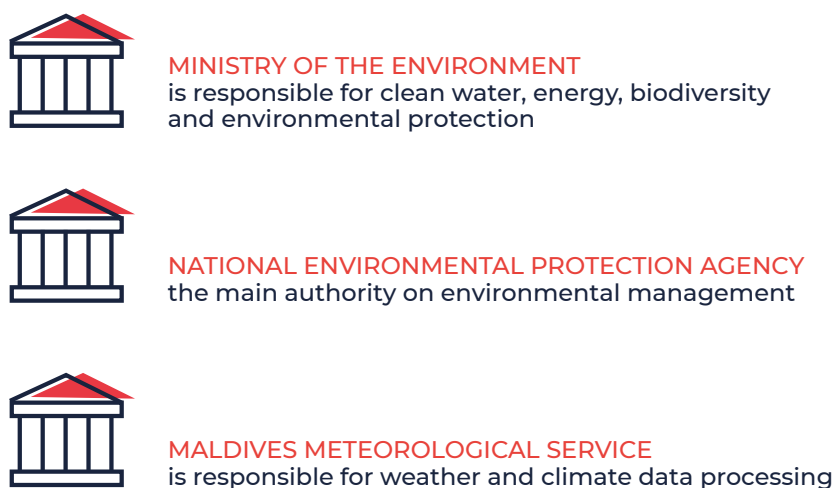 MINISTRY OF THE ENVIRONMENT
is responsible for clean water, energy, biodiversity
and environmental protection
NATIONAL ENVIRONMENTAL PROTECTION AGENCY
the main authority on environmental management
MALDIVES METEOROLOGICAL SERVICE
is responsible for weather and climate data processing